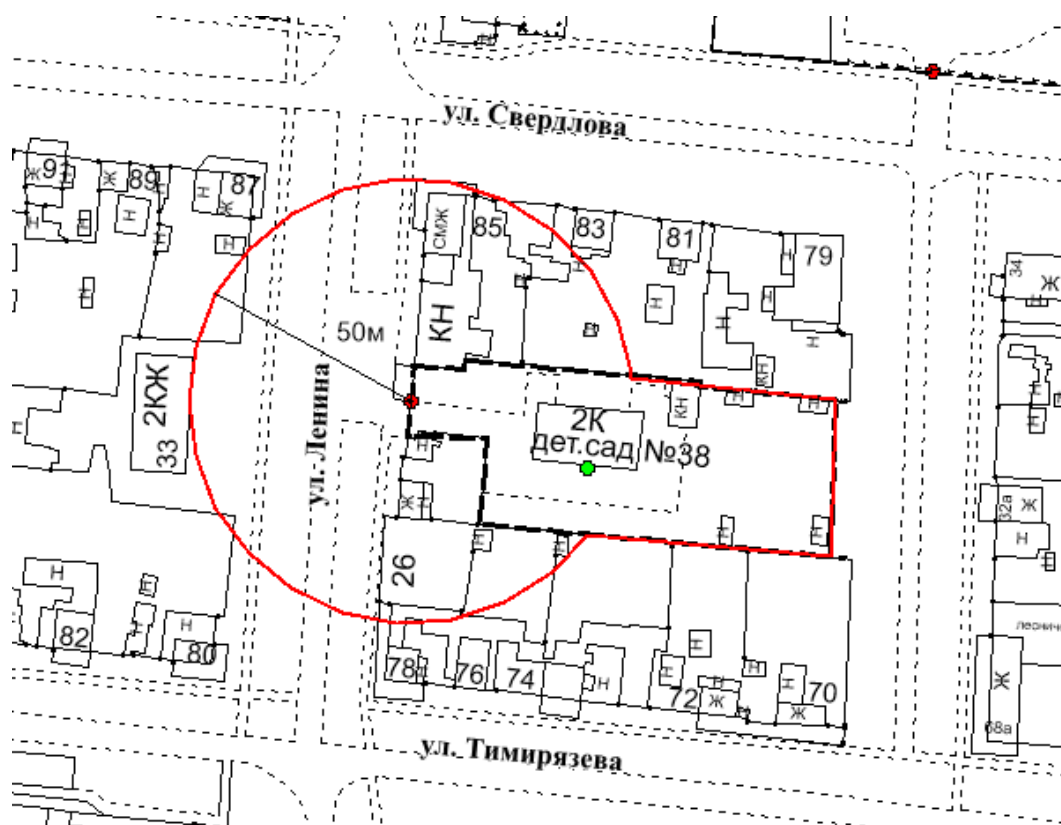 ул. Свердлова
Н
Н
Ж
91
Ж
89
Н
Н
87
Ж
Н
Н
Н
Н
Н
Н
СМЖ
85
83
81
79
Н
Н
Н
Н
Н
Н
Н
Н
КН
50м
КН
34
Ж
Н
Н
Н
2КЖ
33
ул. Ленина
2К
дет.сад №38
КН
Н
Н
Н
Ж
Н
Н
Н
Н
Н
26
32а
Ж
Н
Н
Н
82
Н
Н
Н
80
78
Н
76
74
Н
Н
Н
Н
72
Ж
Н
Н
70
Ж
Ж
68а
ул. Тимирязева